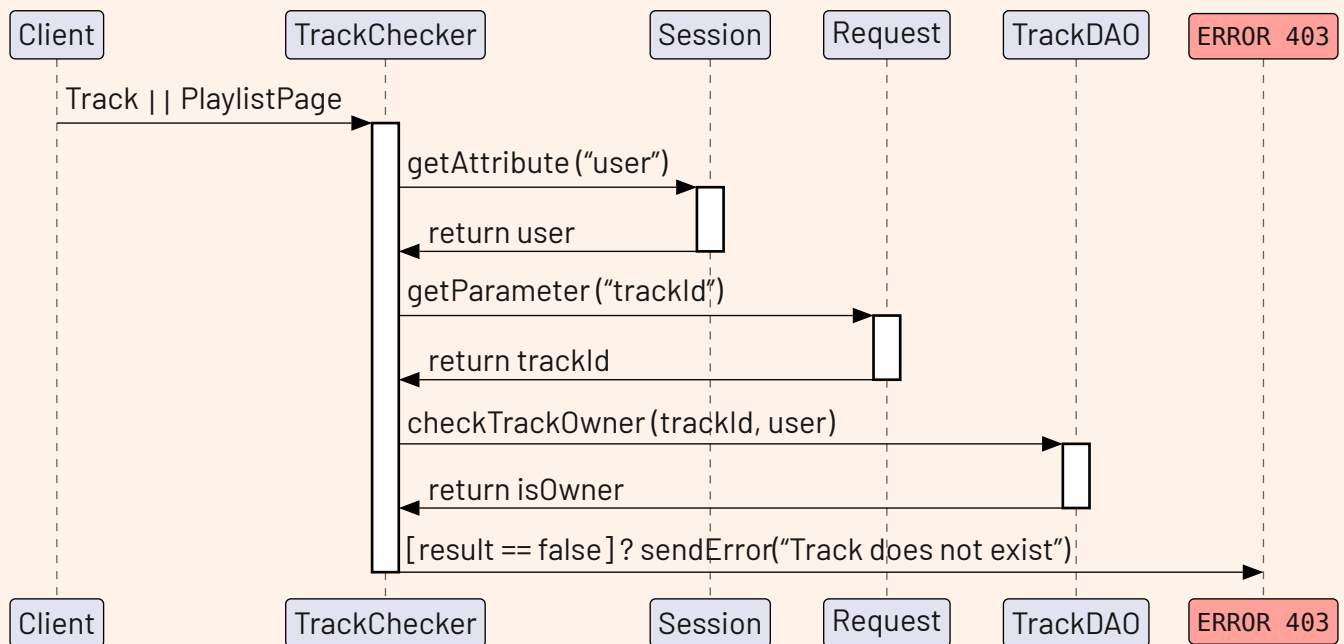 Client TrackChecker Session Request TrackDAO ERROR 403
Track || PlaylistPage
getAttribute (“user”)
return user
getParameter (“trackId”)
return trackId
checkTrackOwner (trackId, user)
return isOwner
[result == false] ? sendError(“Track does not exist”)
Client TrackChecker Session Request TrackDAO ERROR 403